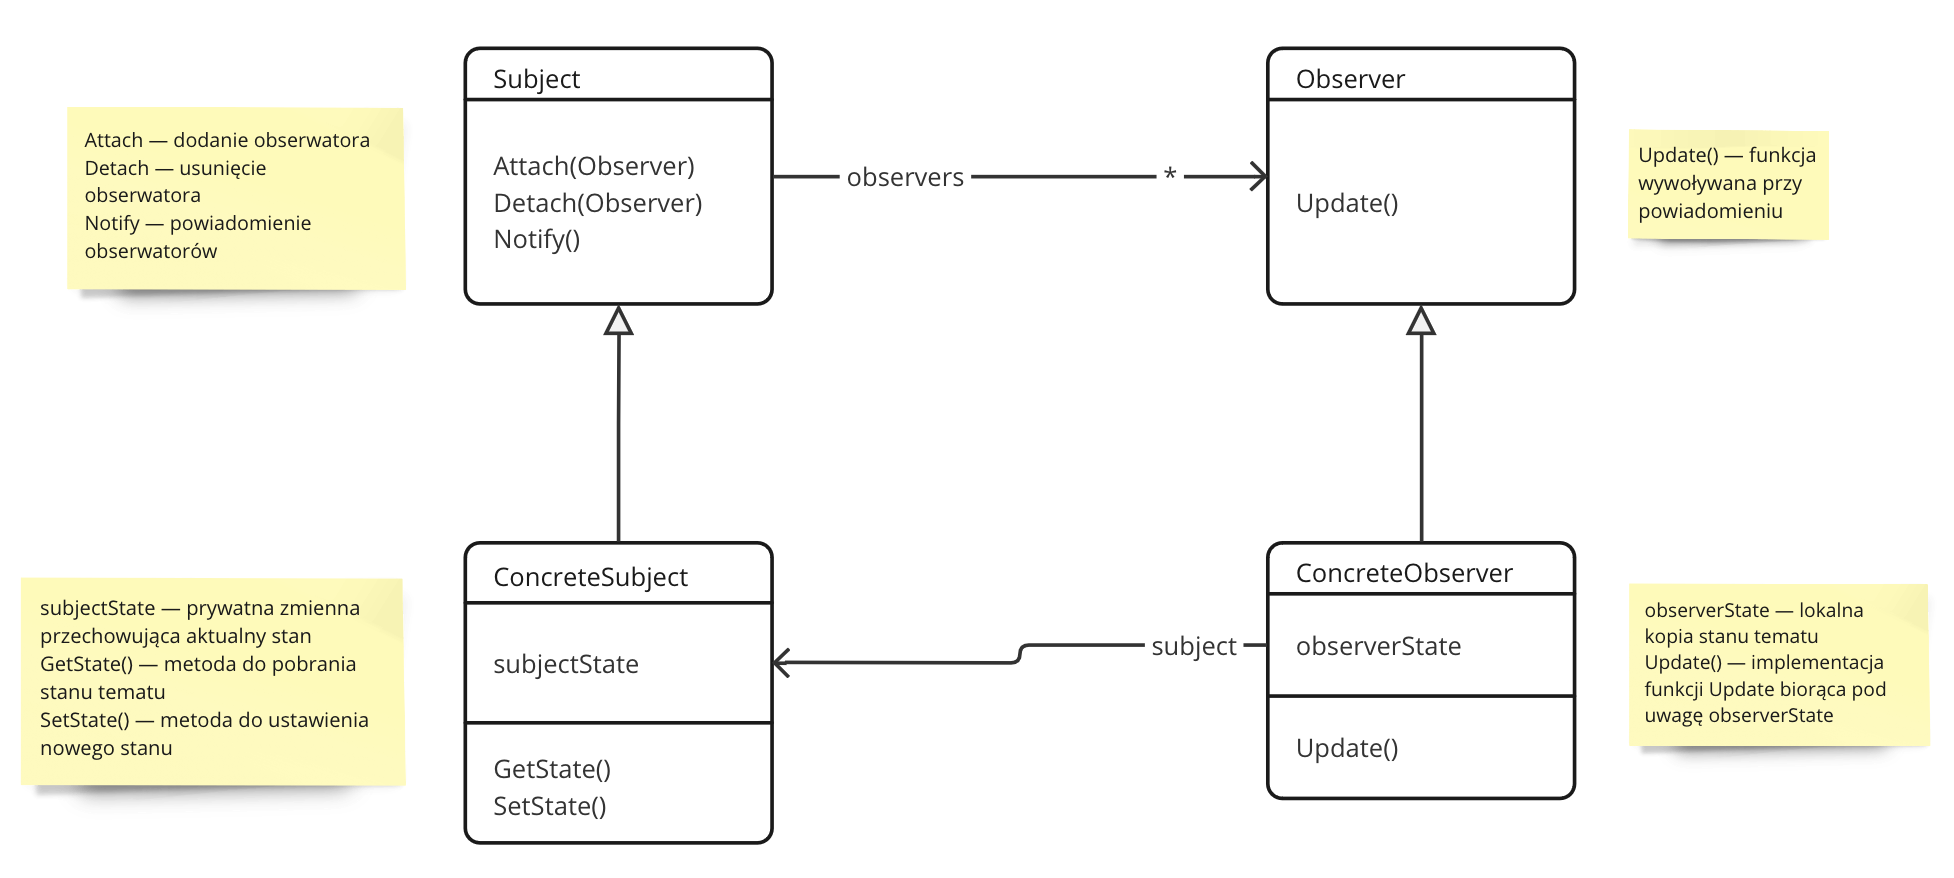 Subject
Attach(Observer)
Detach(Observer)
Notify()
observers
*
Observer
Update()
Attach — dodanie obserwatora
Detach — usunięcie
obserwatora
Notify — powiadomienie
obserwatorów
Update() — funkcja
wywoływana przy
powiadomieniu
ConcreteSubject
subjectState
GetState()
SetState()
subject
ConcreteObserver
observerState
Update()
subjectState — prywatna zmienna
przechowująca aktualny stan
GetState() — metoda do pobrania
stanu tematu
SetState() — metoda do ustawienia
nowego stanu
observerState — lokalna
kopia stanu tematu
Update() — implementacja
funkcji Update biorąca pod
uwagę observerState